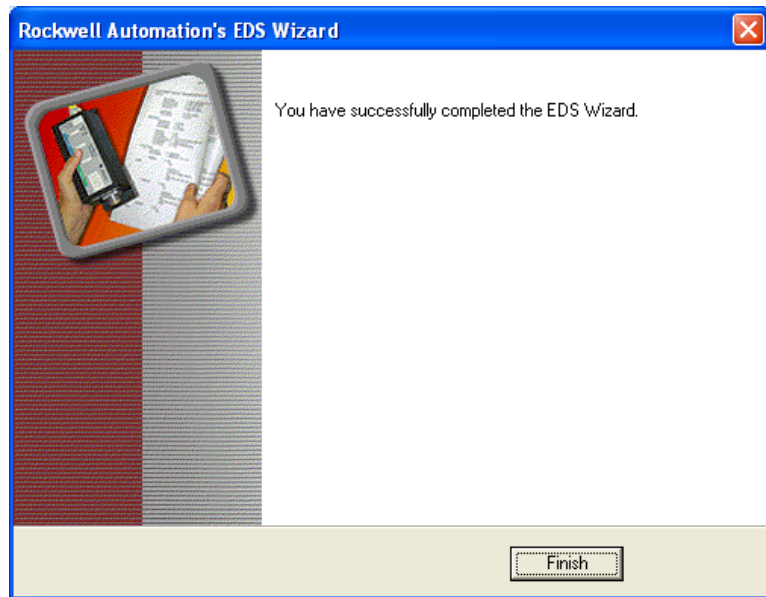 Rockwell Automation's EDS Wizard
You have successfully completed the EDS Wizard.
Finish